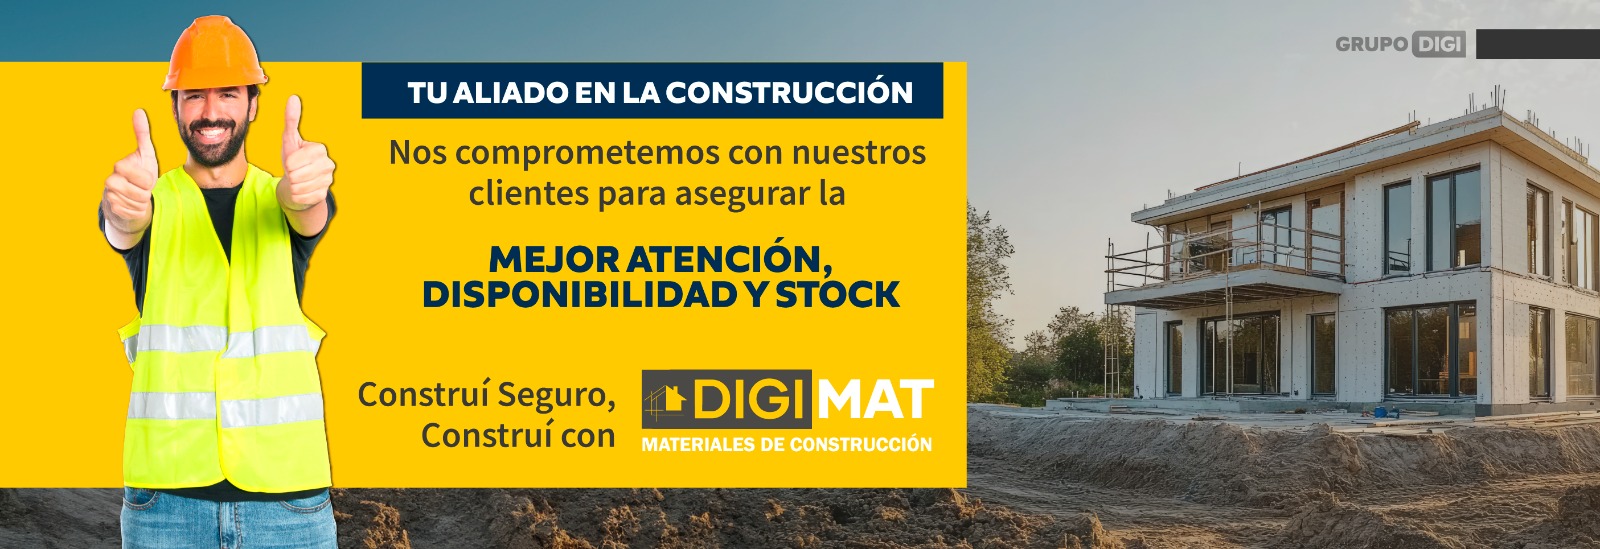 GRUPO DIGI
TU ALIADO EN LA CONSTRUCCIÓN
Nos comprometemos con nuestros
clientes para asegurar la
MEJOR ATENCIÓN,
DISPONIBILIDAD Y STOCK
Construí Seguro,
Construí con
DIGIMAT
MATERIALES DE CONSTRUCCIÓN